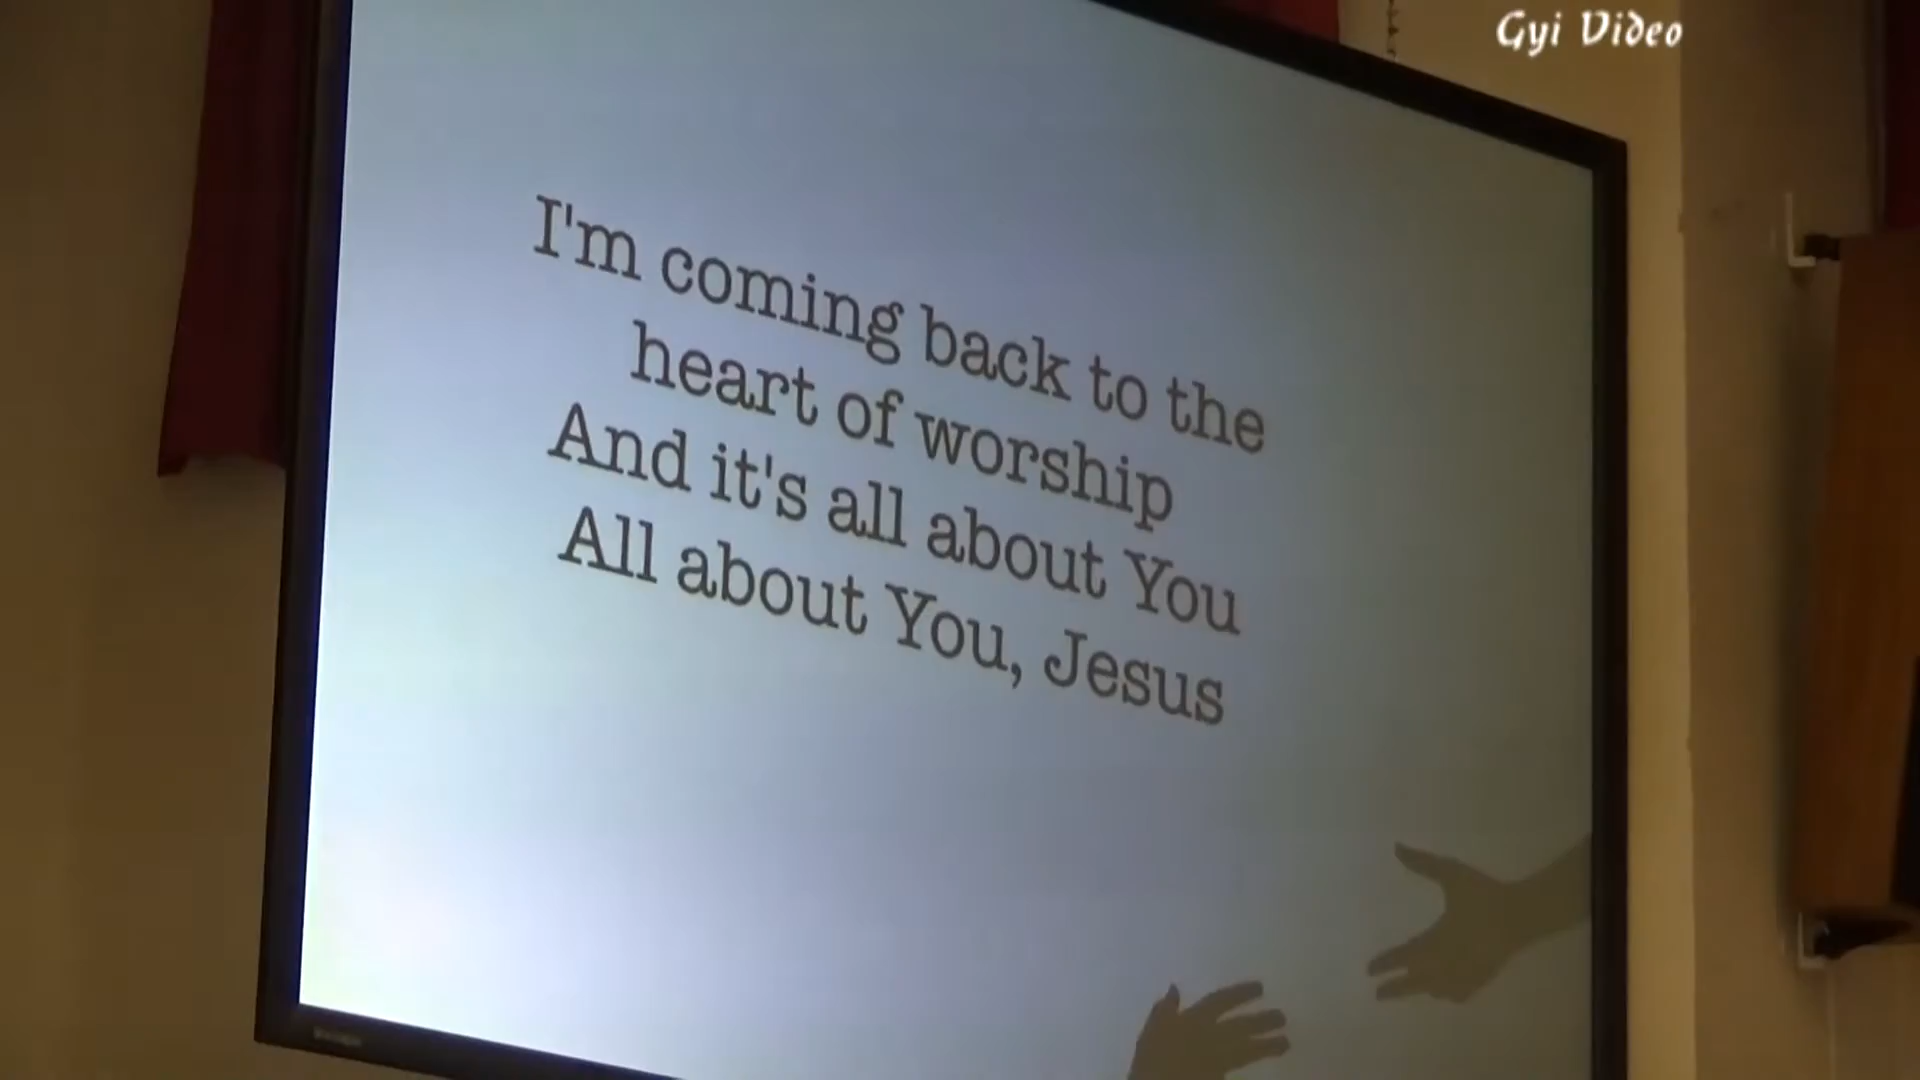 Gyi Video
I'm coming back to the
heart of worship
And it's all about You
All about You, Jesus